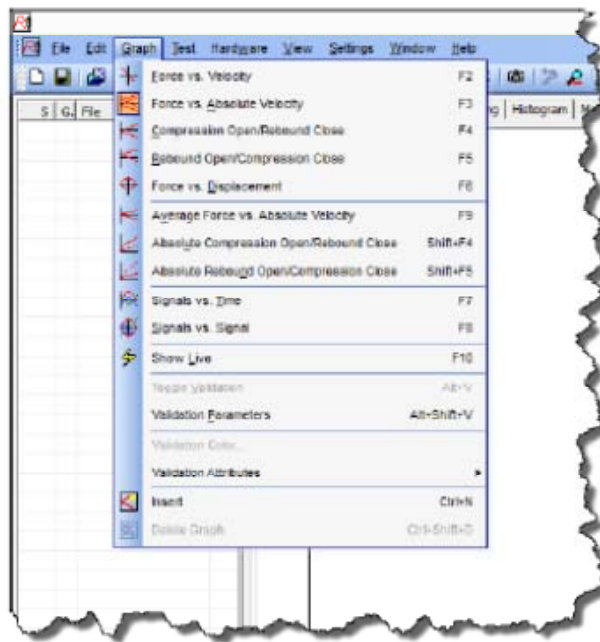 File Edit Graph Test Hardware View Settings Window Help
S G. File
Histogram
Force vs. Velocity F2
Force vs. Absolute Velocity F3
Compression Open/Rebound Close F4
Rebound Open/Compression Close F5
Force vs. Displacement F6
Average Force vs. Absolute Velocity F9
Absolute Compression Open/Rebound Close Shift+F4
Absolute Rebound Open/Compression Close Shift+F5
Signals vs. Time F7
Signals vs. Signal F8
Show Live F10
Toggle Validation Alt+V
Validation Parameters Alt+Shift+V
Validation Color...
Validation Attributes
Insert Ctrl+N
Delete Graph Ctrl+Shift+D